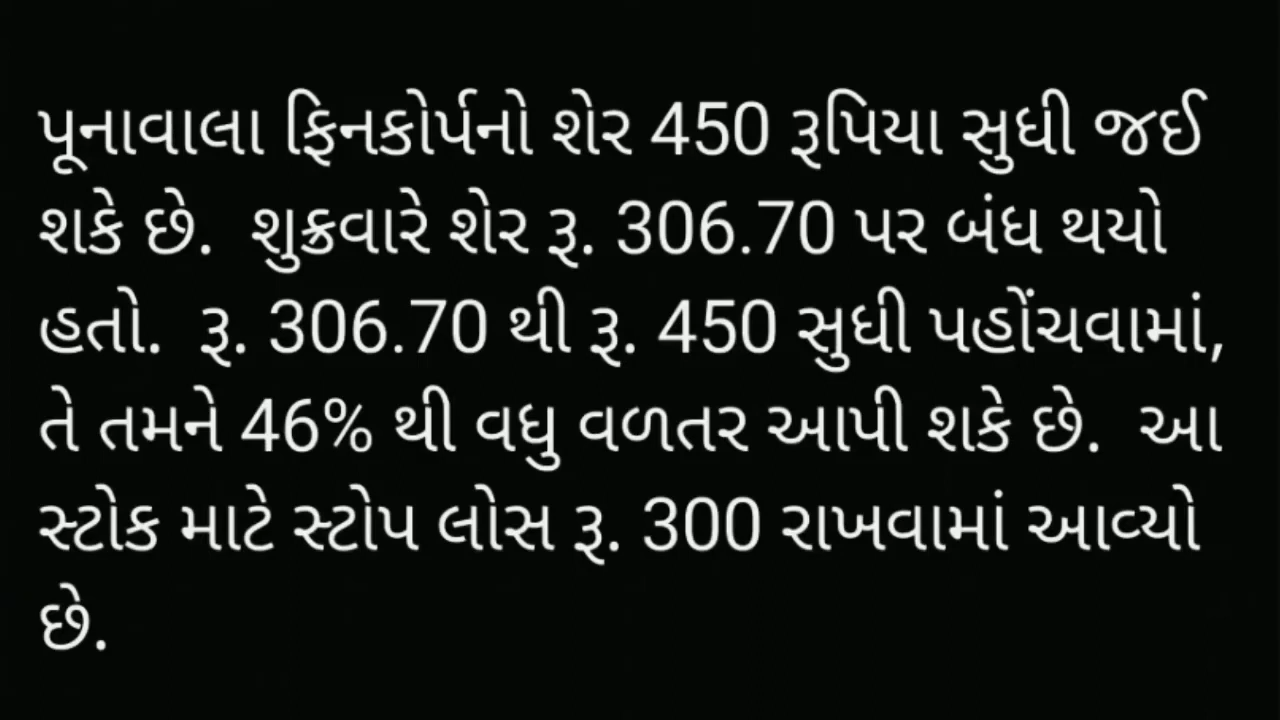 પૂનાવાલા ફિનકોર્પનો શેર 450 રૂપિયા સુધી જઈ
શકે છે.  શુક્રવારે શેર રૂ. 306.70 પર બંધ થયો
હતો.  રૂ. 306.70 થી રૂ. 450 સુધી પહોંચવામાં,
તે તમને 46% થી વધુ વળતર આપી શકે છે.  આ
સ્ટોક માટે સ્ટોપ લોસ રૂ. 300 રાખવામાં આવ્યો
છે.